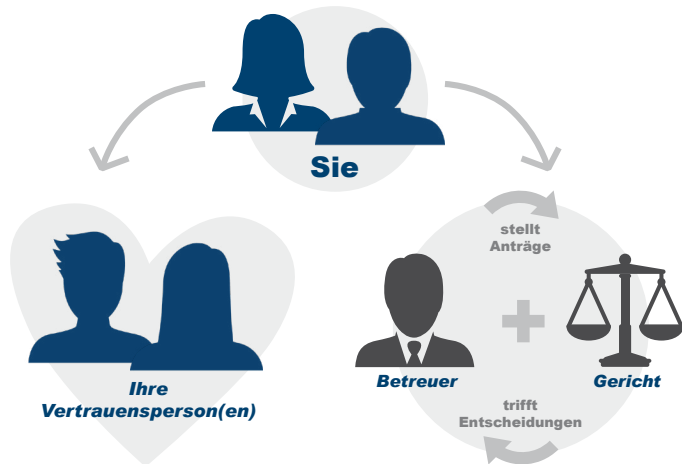 Sie
stellt
Anträge
Betreuer
Gericht
Ihre
Vertrauensperson(en)
trifft
Entscheidungen